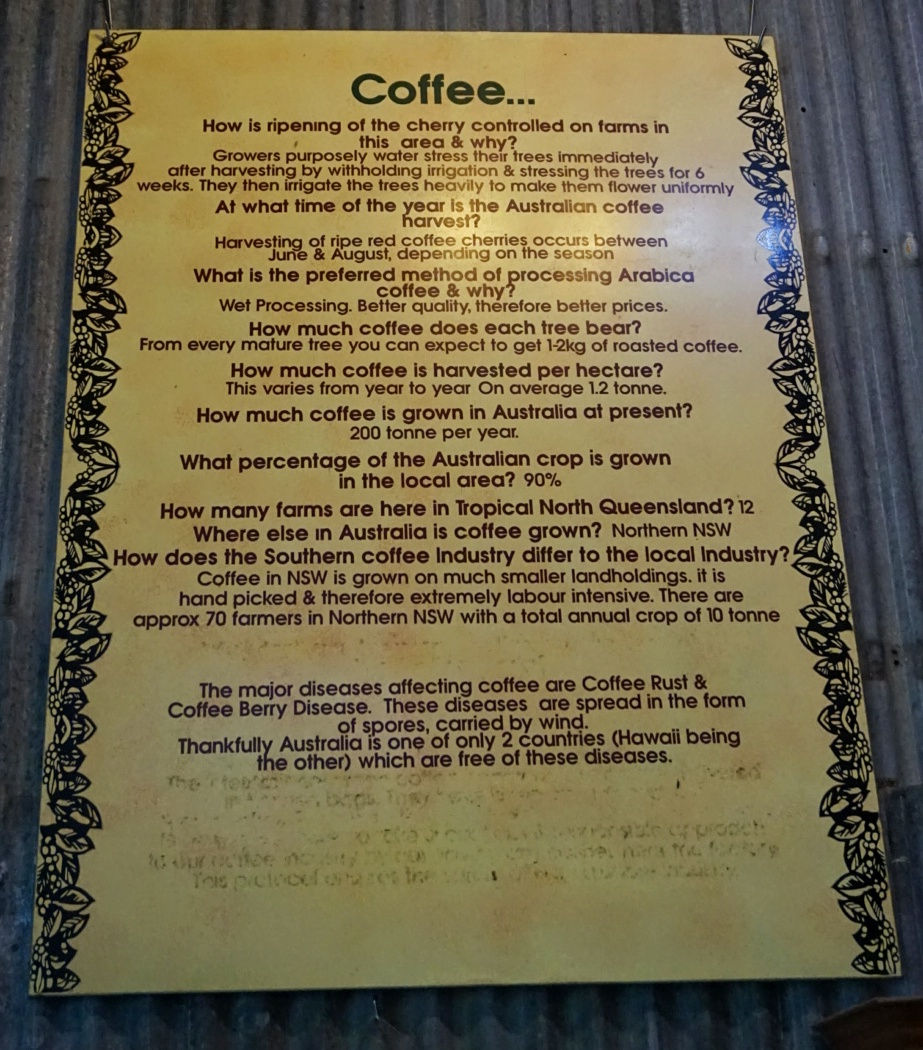 Coffee...
How is ripening of the cherry controlled on farms in
this area & why?
Growers purposely water stress their trees immediately
after harvesting by withholding irrigation & stressing the trees for 6
weeks. They then irrigate the trees heavily to make them flower uniformly
At what time of the year is the Australian coffee
harvest?
Harvesting of ripe red coffee cherries occurs between
June & August, depending on the season
What is the preferred method of processing Arabica
coffee & why?
Wet Processing. Better quality, therefore better prices.
How much coffee does each tree bear?
From every mature tree you can expect to get 1-2kg of roasted coffee.
How much coffee is harvested per hectare?
This varies from year to year On average 1.2 tonne.
How much coffee is grown in Australia at present?
200 tonne per year.
What percentage of the Australian crop is grown
in the local area? 90%
How many farms are here in Tropical North Queensland? 12
Where else in Australia is coffee grown? Northern NSW
How does the Southern coffee Industry differ to the local Industry?
Coffee in NSW is grown on much smaller landholdings. it is
hand picked & therefore extremely labour intensive. There are
approx 70 farmers in Northern NSW with a total annual crop of 10 tonne
The major diseases affecting coffee are Coffee Rust &
Coffee Berry Disease. These diseases are spread in the form
of spores, carried by wind.
Thankfully Australia is one of only 2 countries (Hawaii being
the other) which are free of these diseases.
The
They
approach
to our coffee industry
the
This protocol the